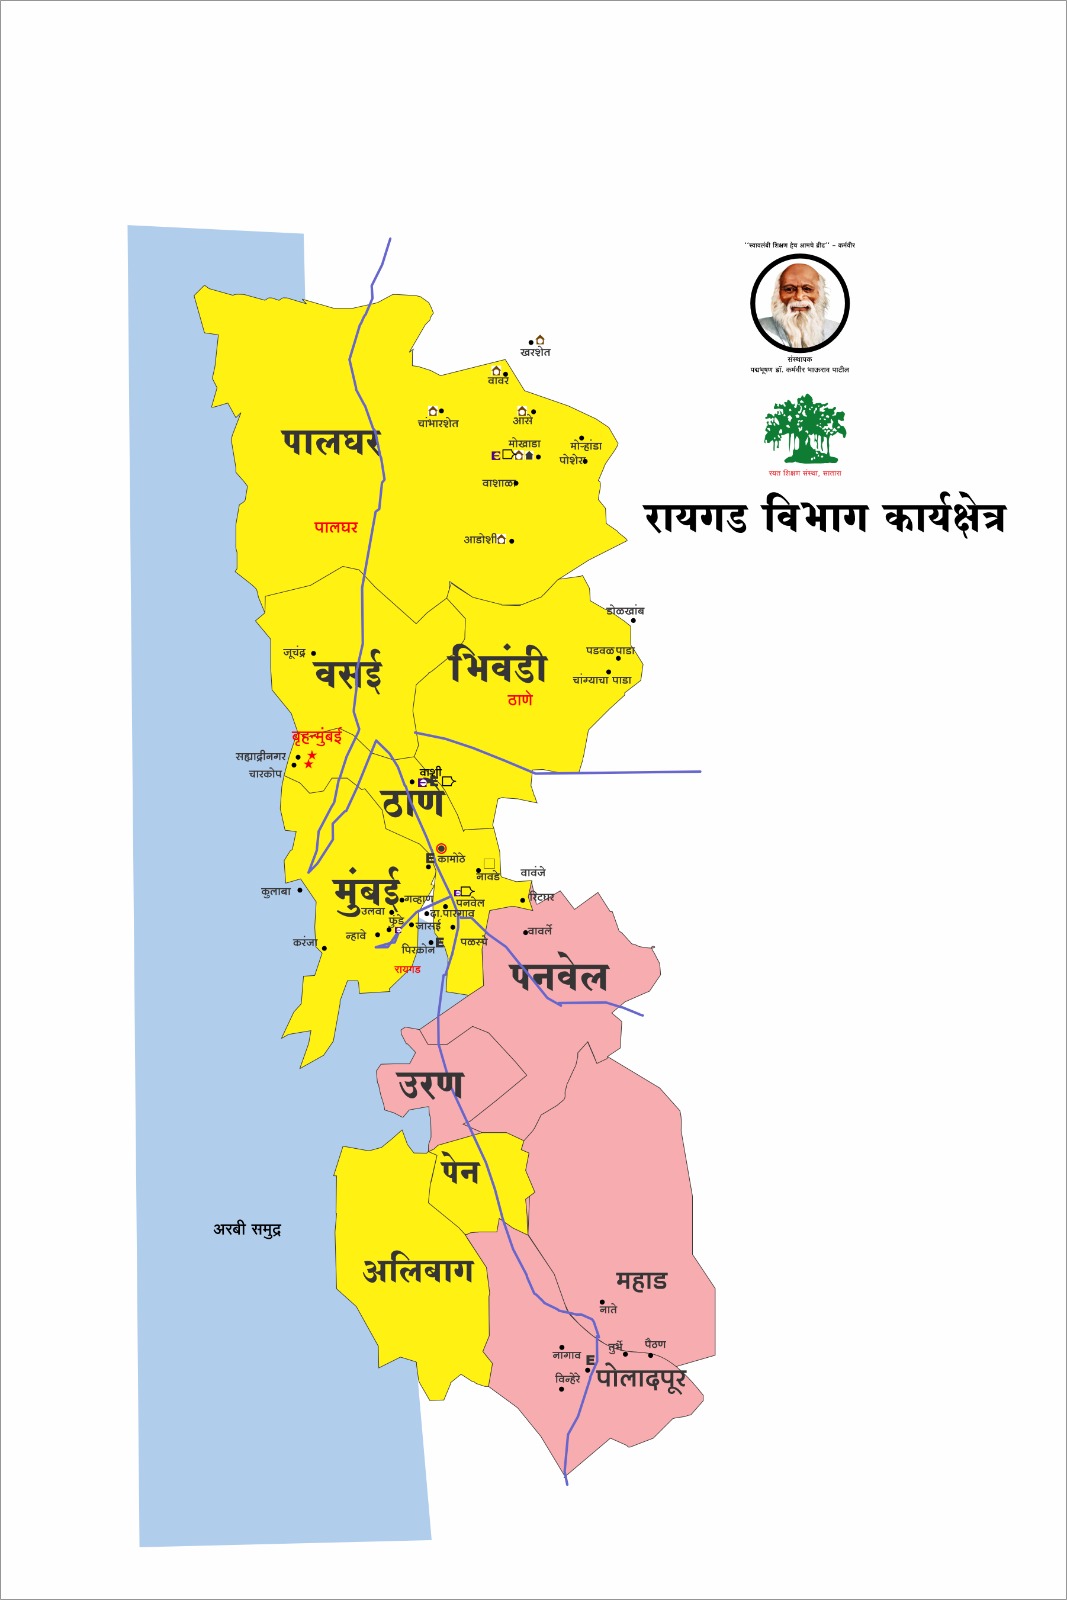 "स्वावलंबी शिक्षण हेच आमचे ब्रीद" - कर्मवीर
संस्थापक
पद्मभूषण डॉ. कर्मवीर भाऊराव पाटील
रयत शिक्षण संस्था, सातारा
रायगड विभाग कार्यक्षेत्र
खरशेत
वावर
चांभारशेत
आसे
पालघर
मोखाडा
मोऱ्हांडा
पोशेरा
वाशाळा
पालघर
आडोशी
डोळखांब
पडवळपाडा
जूचंद्र
वसई
भिवंडी
चांग्याचा पाडा
ठाणे
बृहन्मुंबई
सह्याद्रीनगर
चारकोप
वाशी
E
ठाणे
E
कामोठे
नावडे
वावंजे
कुलाबा
मुंबई
गव्हाण
पनवेल
रिटघर
उलवा
दा.पारगाव
फुंडे
जासई
वावर्ले
न्हावे
करंजा
पिरकोन
E
पळस्पे
रायगड
पनवेल
उरण
पेन
अरबी समुद्र
अलिबाग
महाड
नाते
तुर्भे
पैठण
नागाव
E
विन्हेरे
पोलादपूर